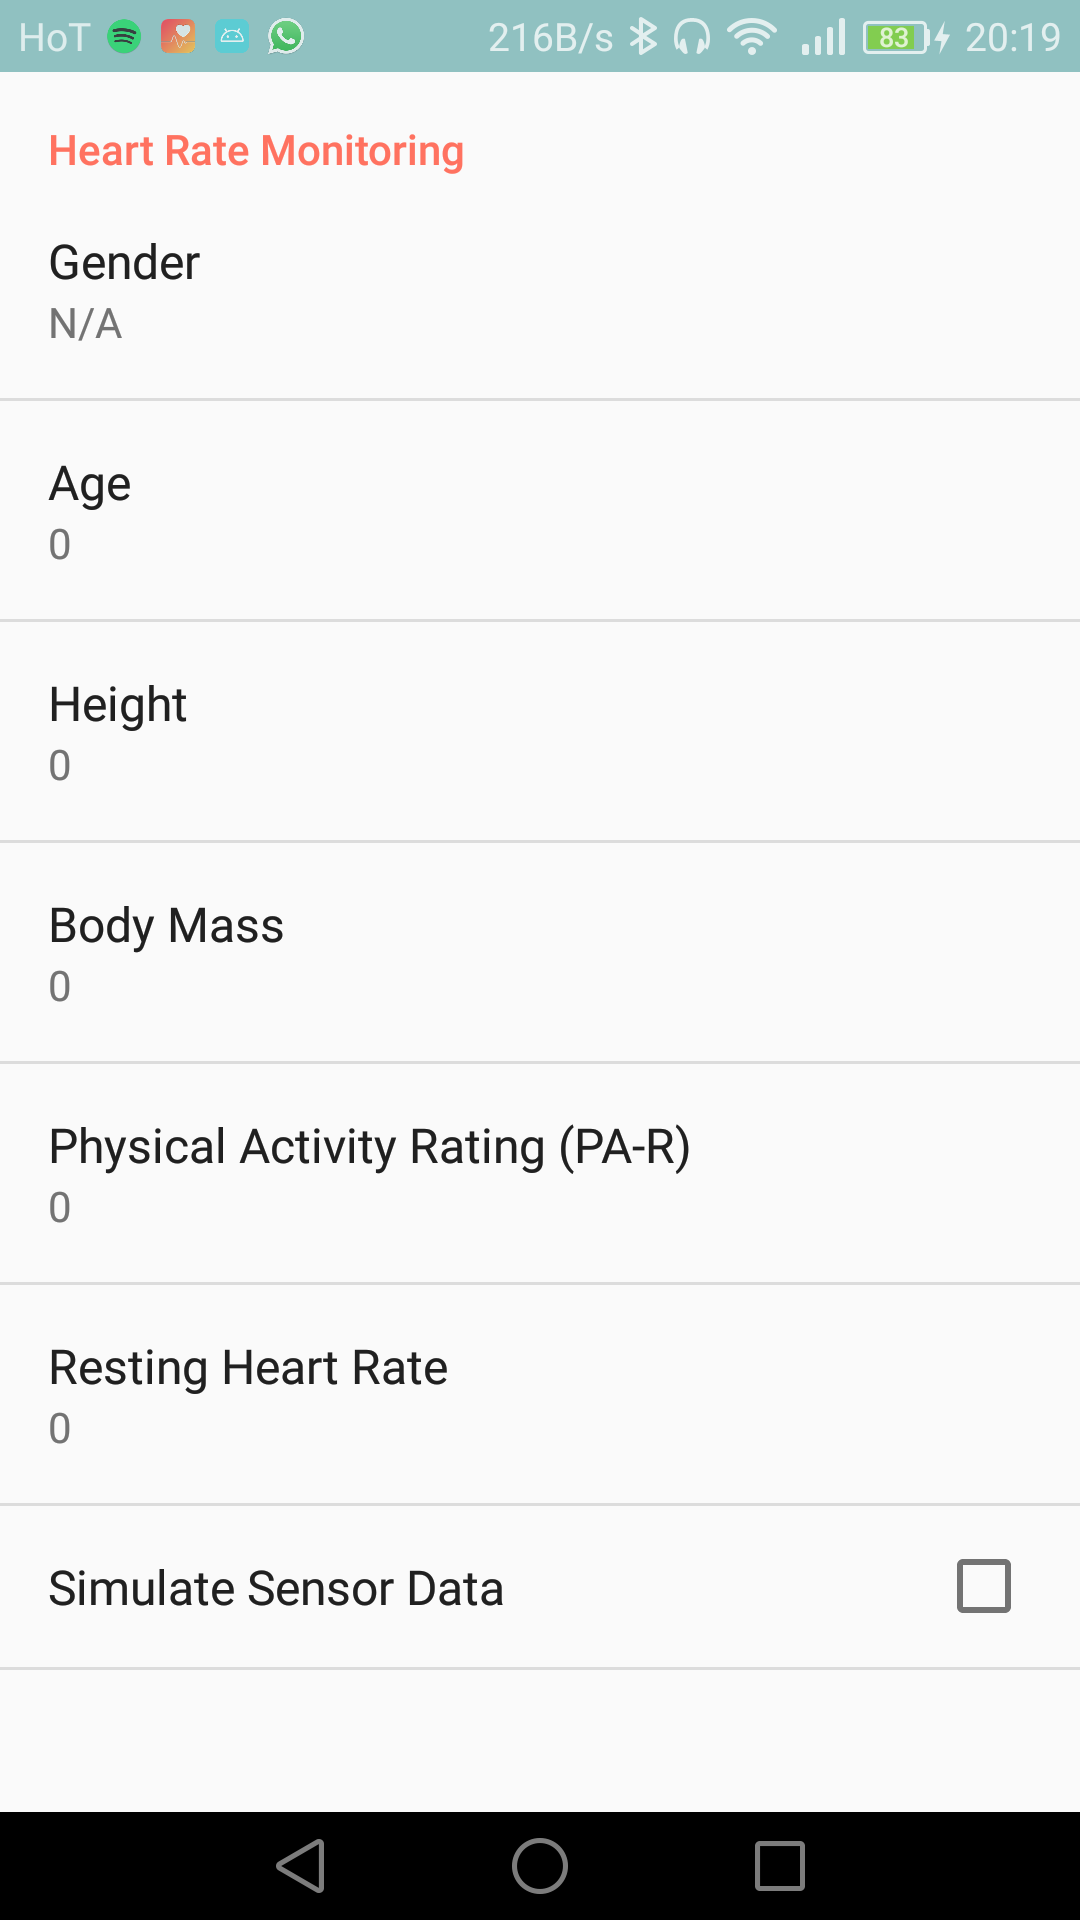 HoT 216B/s 83 20:19
Heart Rate Monitoring
Gender
N/A
Age
0
Height
0
Body Mass
0
Physical Activity Rating (PA-R)
0
Resting Heart Rate
0
Simulate Sensor Data